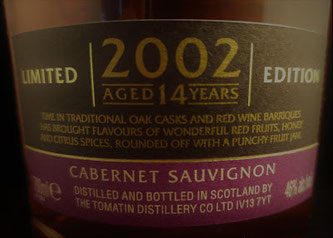 LIMITED 2002 EDITION
AGED 14 YEARS
TIME IN TRADITIONAL OAK CASKS AND RED WINE BARRIQUES
HAS BROUGHT FLAVOURS OF WONDERFUL RED FRUITS, HONEY
AND CITRUS SPICES, ROUNDED OFF WITH A PUNCHY FRUIT JAM.
CABERNET SAUVIGNON
700ml e DISTILLED AND BOTTLED IN SCOTLAND BY 46%
THE TOMATIN DISTILLERY CO LTD IV13 7YT